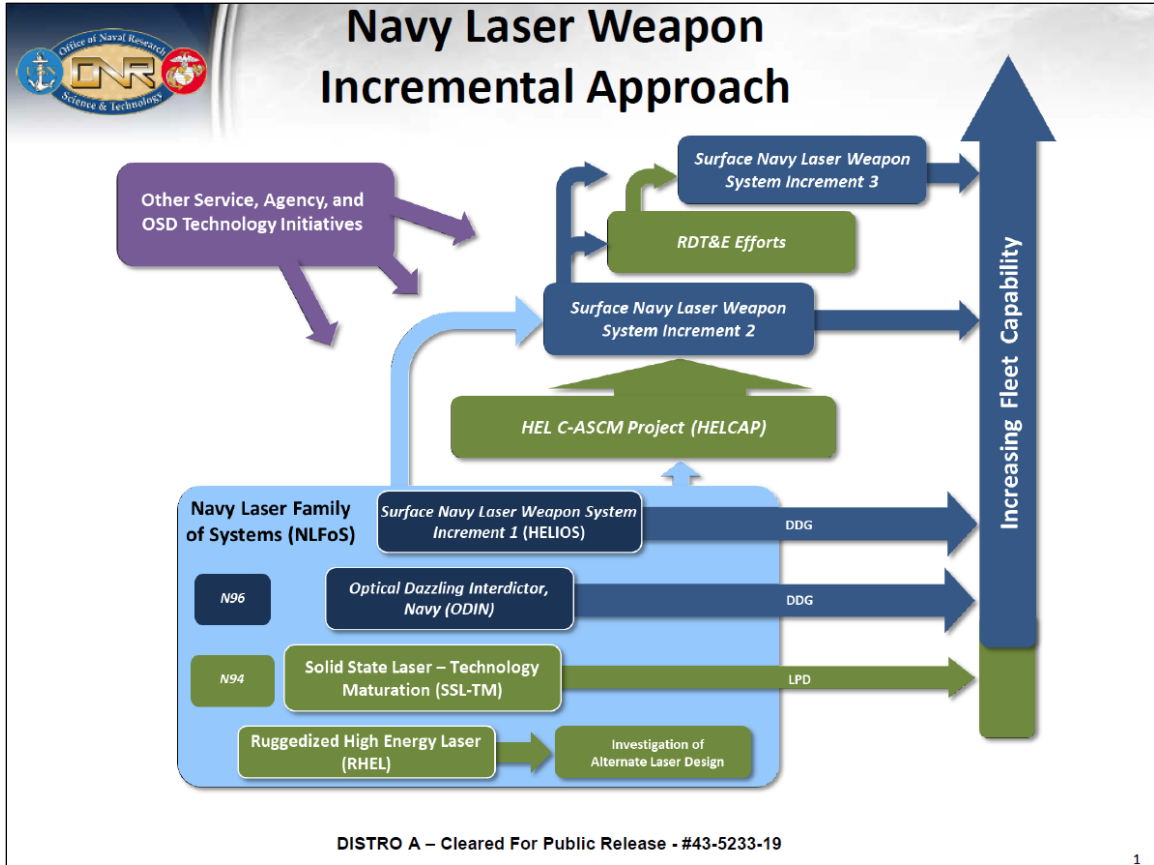 Office of Naval Research
ONR
Science & Technology
Navy Laser Weapon
Incremental Approach
Other Service, Agency, and
OSD Technology Initiatives
Surface Navy Laser Weapon
System Increment 3
RDT&E Efforts
Surface Navy Laser Weapon
System Increment 2
HEL C-ASCM Project (HELCAP)
Increasing Fleet Capability
Navy Laser Family
of Systems (NLFoS)
Surface Navy Laser Weapon System
Increment 1 (HELIOS)
DDG
N96
Optical Dazzling Interdictor,
Navy (ODIN)
DDG
N94
Solid State Laser – Technology
Maturation (SSL-TM)
LPD
Ruggedized High Energy Laser
(RHEL)
Investigation of
Alternate Laser Design
DISTRO A – Cleared For Public Release - #43-5233-19
1